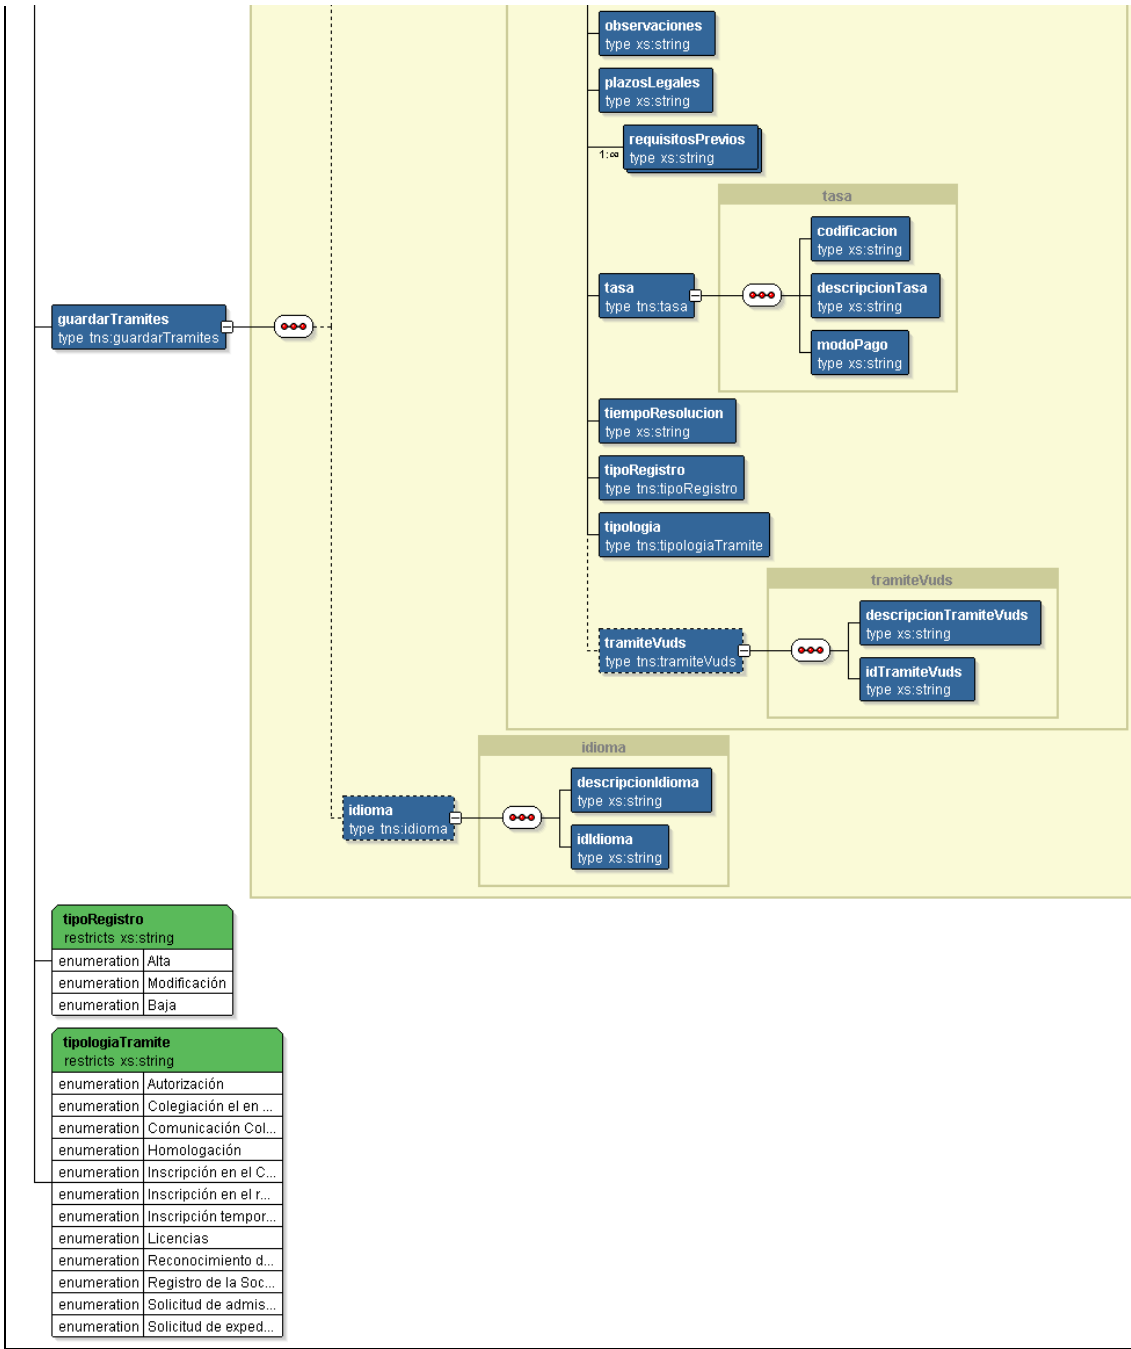 observaciones
type xs:string
plazosLegales
type xs:string
requisitosPrevios
1:∞ type xs:string
tasa
codificacion
type xs:string
tasa
type tns:tasa
descripcionTasa
type xs:string
modoPago
type xs:string
guardarTramites
type tns:guardarTramites
tiempoResolucion
type xs:string
tipoRegistro
type tns:tipoRegistro
tipologia
type tns:tipologiaTramite
tramiteVuds
descripcionTramiteVuds
type xs:string
tramiteVuds
type tns:tramiteVuds
idTramiteVuds
type xs:string
idioma
descripcionIdioma
type xs:string
idioma
type tns:idioma
idIdioma
type xs:string
tipoRegistro
restricts xs:string
enumeration Alta
enumeration Modificación
enumeration Baja
tipologiaTramite
restricts xs:string
enumeration Autorización
enumeration Colegiación el en ...
enumeration Comunicación Col...
enumeration Homologación
enumeration Inscripción en el C...
enumeration Inscripción en el r...
enumeration Inscripción tempor...
enumeration Licencias
enumeration Reconocimiento d...
enumeration Registro de la Soc...
enumeration Solicitud de admis...
enumeration Solicitud de exped...